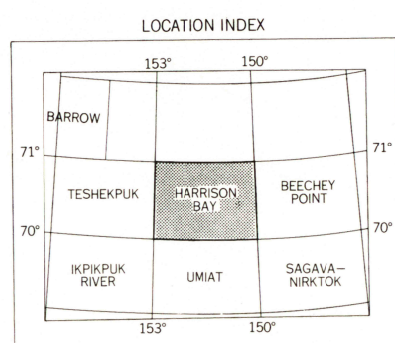 LOCATION INDEX
153° 150°
BARROW
71° 71°
TESHEKPUK HARRISON BAY BEECHEY POINT
70° 70°
IKPIKPUK RIVER UMIAT SAGAVA–NIRKTOK
153° 150°